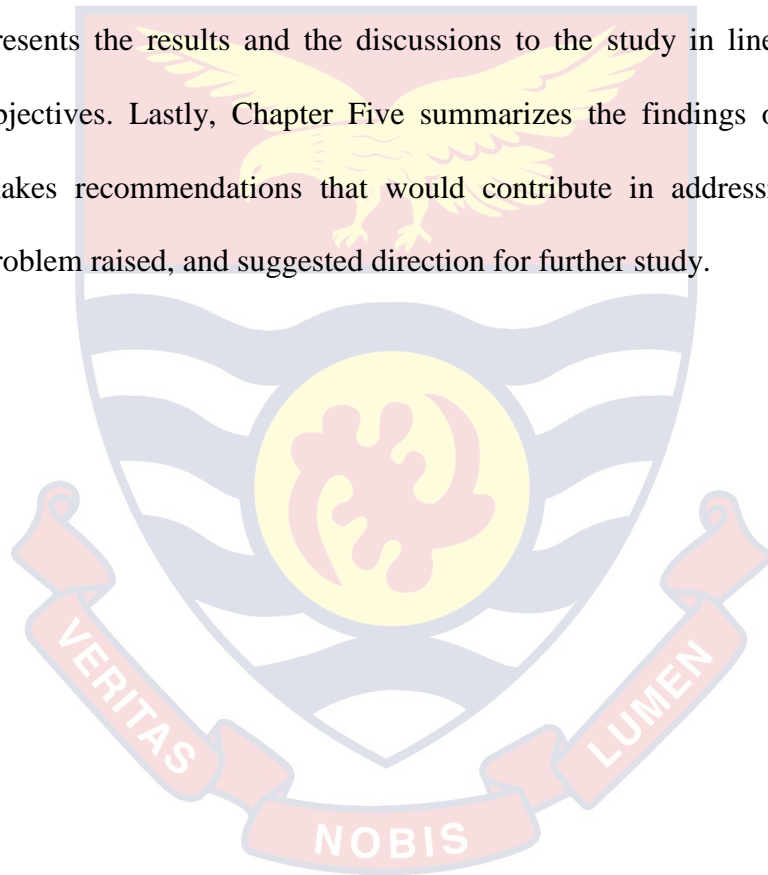 resents the results and the discussions to the study in line
bjectives. Lastly, Chapter Five summarizes the findings o
akes recommendations that would contribute in addressi
roblem raised, and suggested direction for further study.
VERITAS
NOBIS
LUMEN